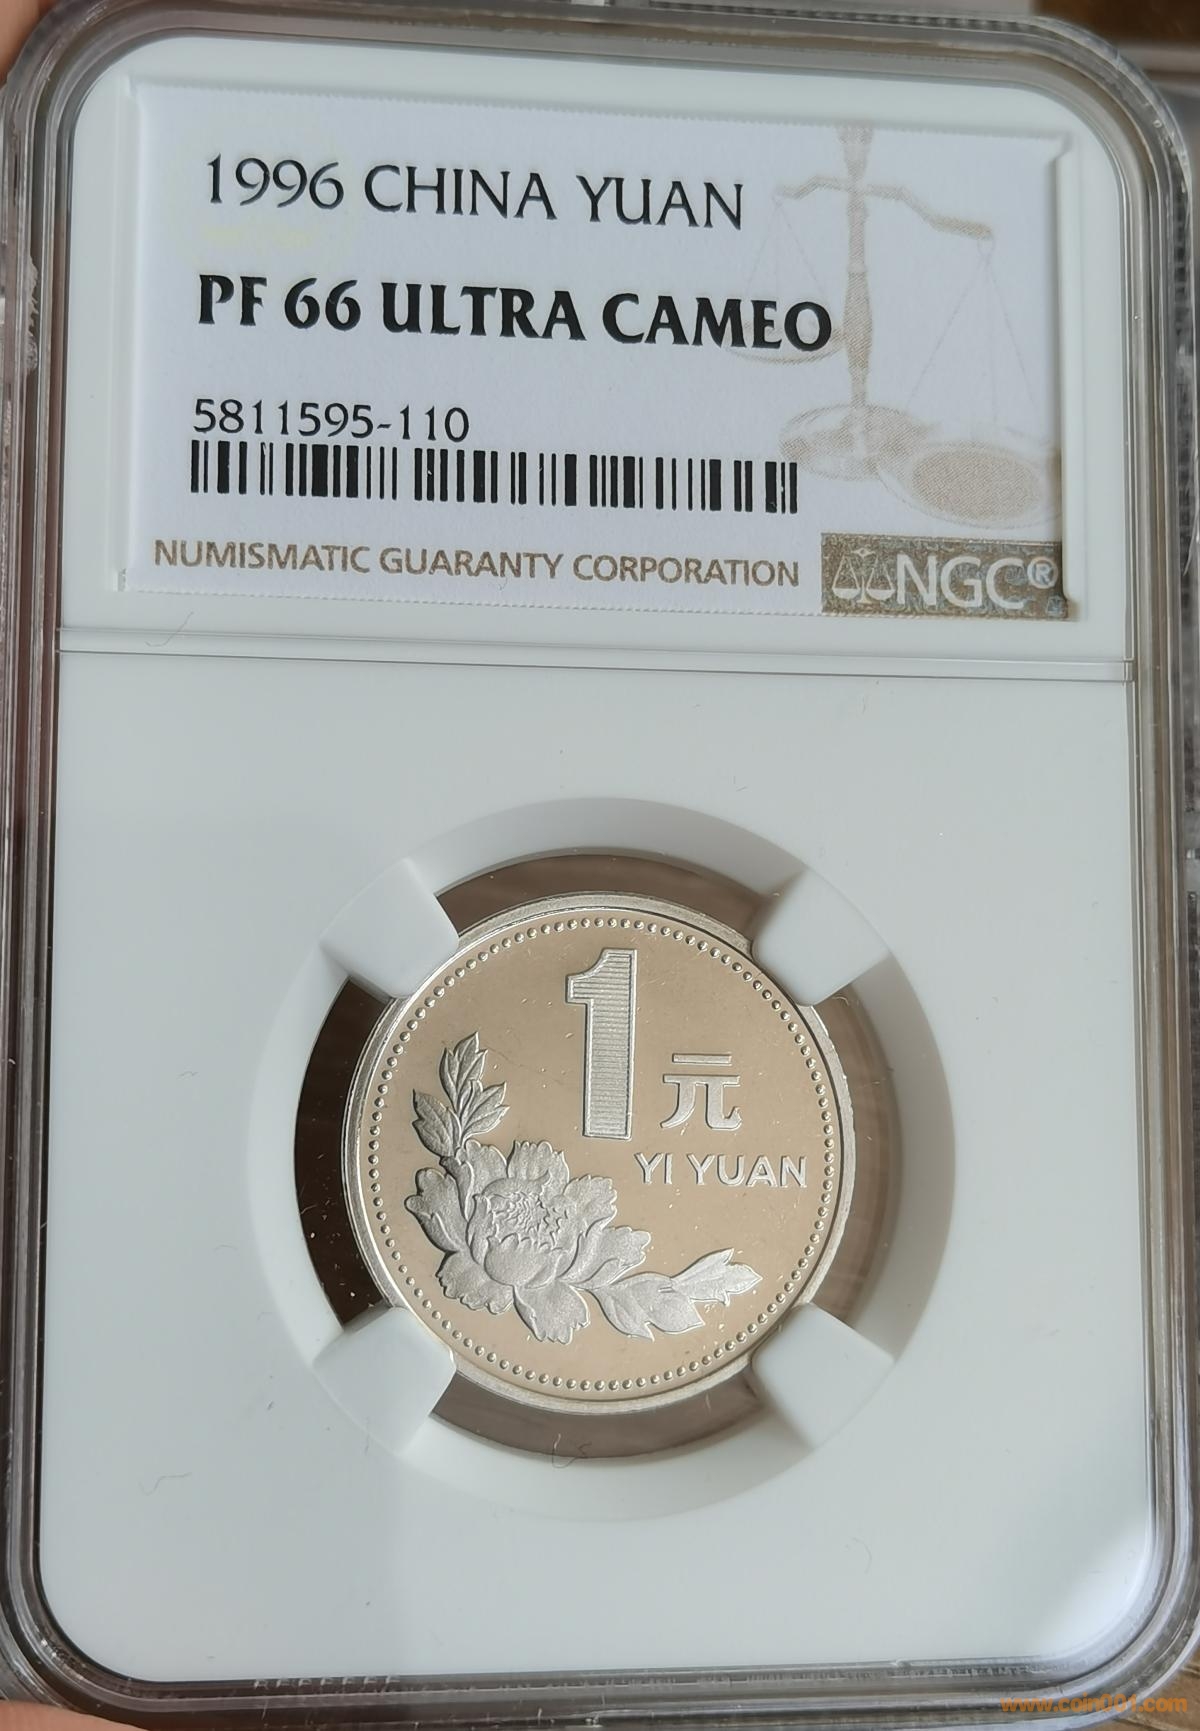 1996 CHINA YUAN
PF 66 ULTRA CAMEO
5811595-110
NUMISMATIC GUARANTY CORPORATION
NGC®
1
元
YI YUAN
www.coin001.com